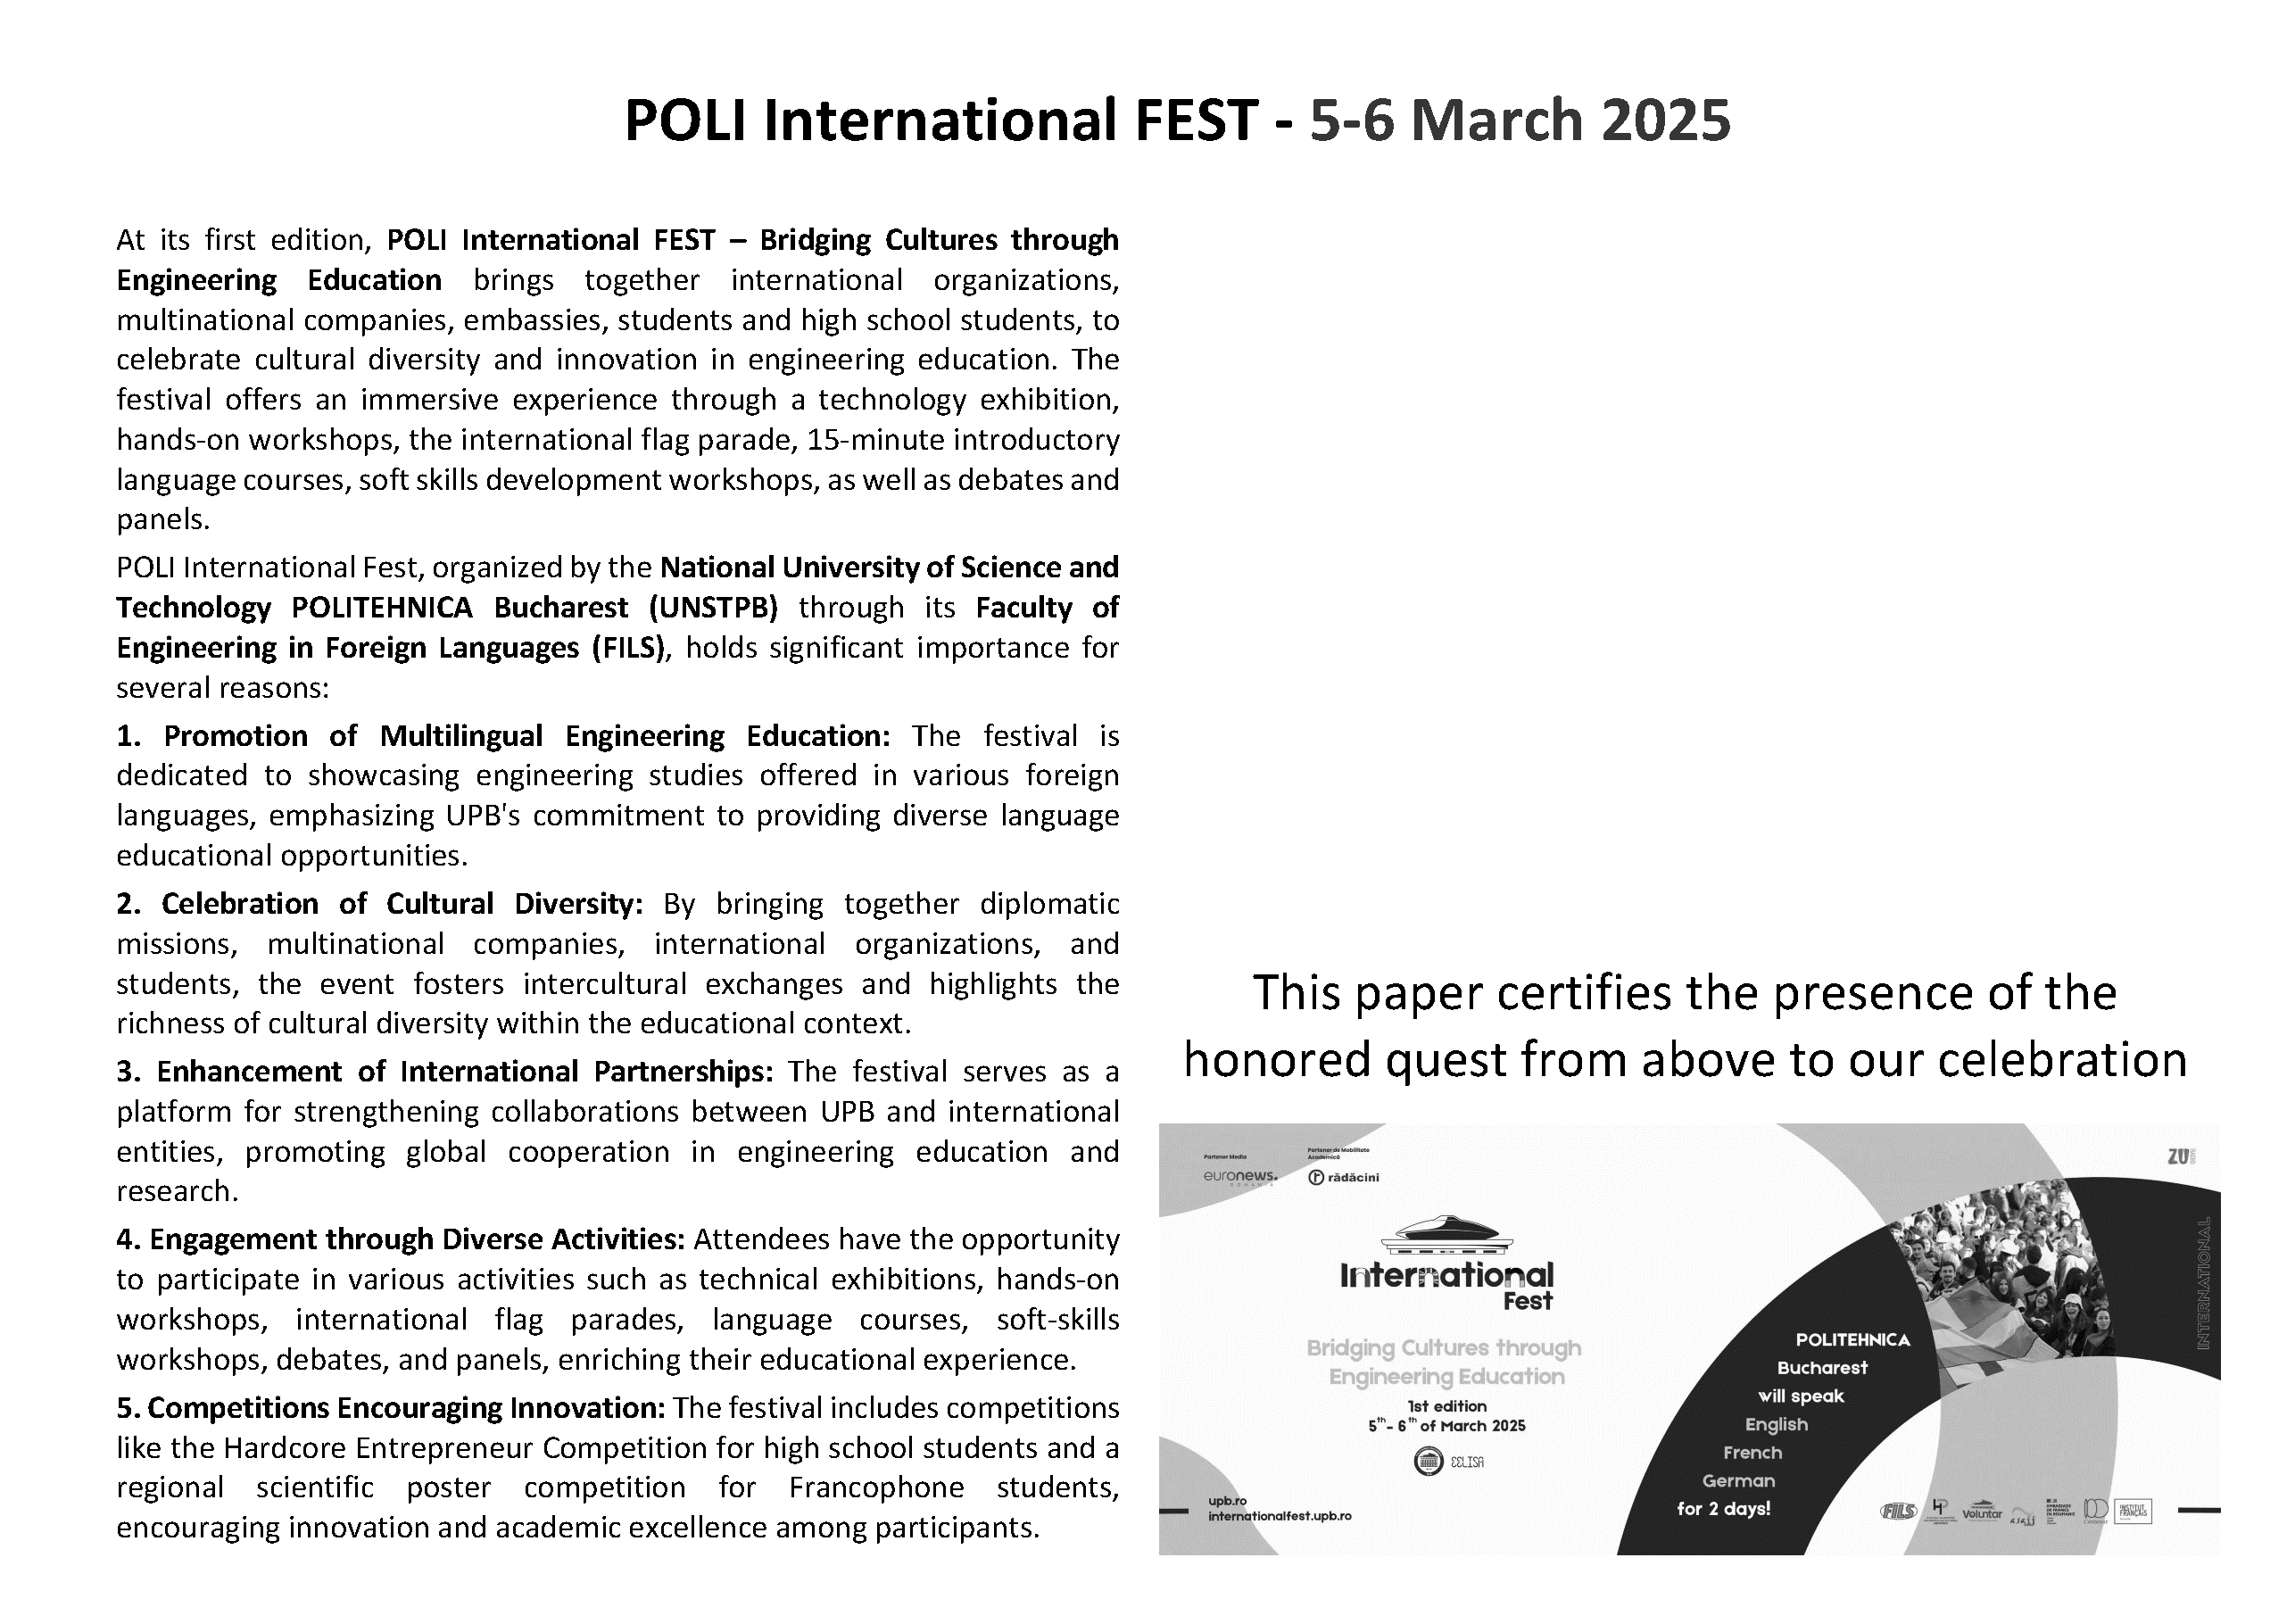 POLI International FEST - 5-6 March 2025
At its first edition, POLI International FEST – Bridging Cultures through
Engineering Education brings together international organizations,
multinational companies, embassies, students and high school students, to
celebrate cultural diversity and innovation in engineering education. The
festival offers an immersive experience through a technology exhibition,
hands-on workshops, the international flag parade, 15-minute introductory
language courses, soft skills development workshops, as well as debates and
panels.
POLI International Fest, organized by the National University of Science and
Technology POLITEHNICA Bucharest (UNSTPB) through its Faculty of
Engineering in Foreign Languages (FILS), holds significant importance for
several reasons:
1. Promotion of Multilingual Engineering Education: The festival is
dedicated to showcasing engineering studies offered in various foreign
languages, emphasizing UPB's commitment to providing diverse language
educational opportunities.
2. Celebration of Cultural Diversity: By bringing together diplomatic
missions, multinational companies, international organizations, and
students, the event fosters intercultural exchanges and highlights the
richness of cultural diversity within the educational context.
3. Enhancement of International Partnerships: The festival serves as a
platform for strengthening collaborations between UPB and international
entities, promoting global cooperation in engineering education and
research.
4. Engagement through Diverse Activities: Attendees have the opportunity
to participate in various activities such as technical exhibitions, hands-on
workshops, international flag parades, language courses, soft-skills
workshops, debates, and panels, enriching their educational experience.
5. Competitions Encouraging Innovation: The festival includes competitions
like the Hardcore Entrepreneur Competition for high school students and a
regional scientific poster competition for Francophone students,
encouraging innovation and academic excellence among participants.
This paper certifies the presence of the
honored quest from above to our celebration
Partener Media
euronews.
ROMANIA
Partener de Mobilitate
Academică
rădăcini
ZU
INTERNATIONAL
International
Fest
Bridging Cultures through
Engineering Education
1st edition
5th - 6th of March 2025
EELISA
upb.ro
internationalfest.upb.ro
POLITEHNICA
Bucharest
will speak
English
French
German
for 2 days!
FILS
Voluntar
AMBASSADE
DE FRANCE
EN ROUMANIE
INSTITUT
FRANÇAIS